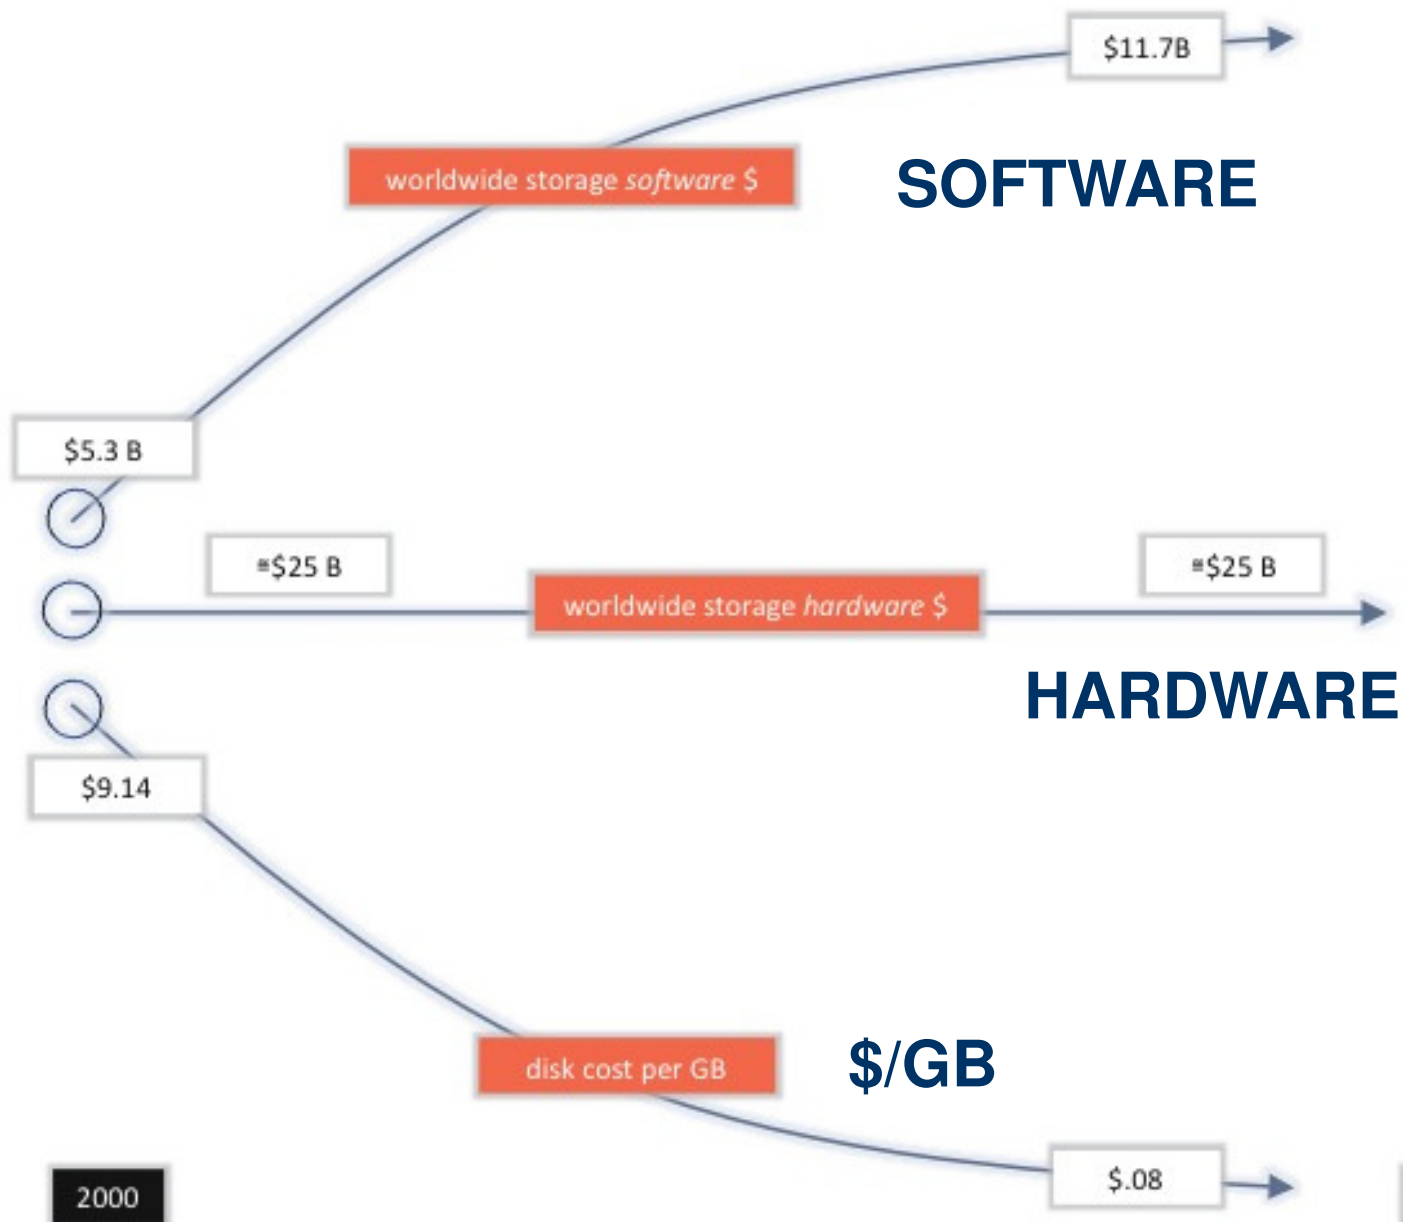 $11.7B
worldwide storage software $
SOFTWARE
$5.3 B
≅$25 B
≅$25 B
worldwide storage hardware $
HARDWARE
$9.14
disk cost per GB
$/GB
$.08
2000